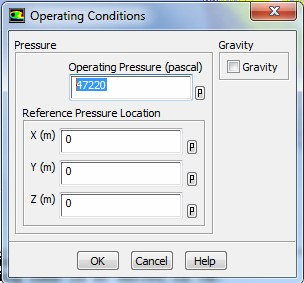 Operating Conditions
Pressure
Gravity
Operating Pressure (pascal)
Gravity
47220
P
Reference Pressure Location
X (m)
0
P
Y (m)
0
P
Z (m)
0
P
OK
Cancel
Help